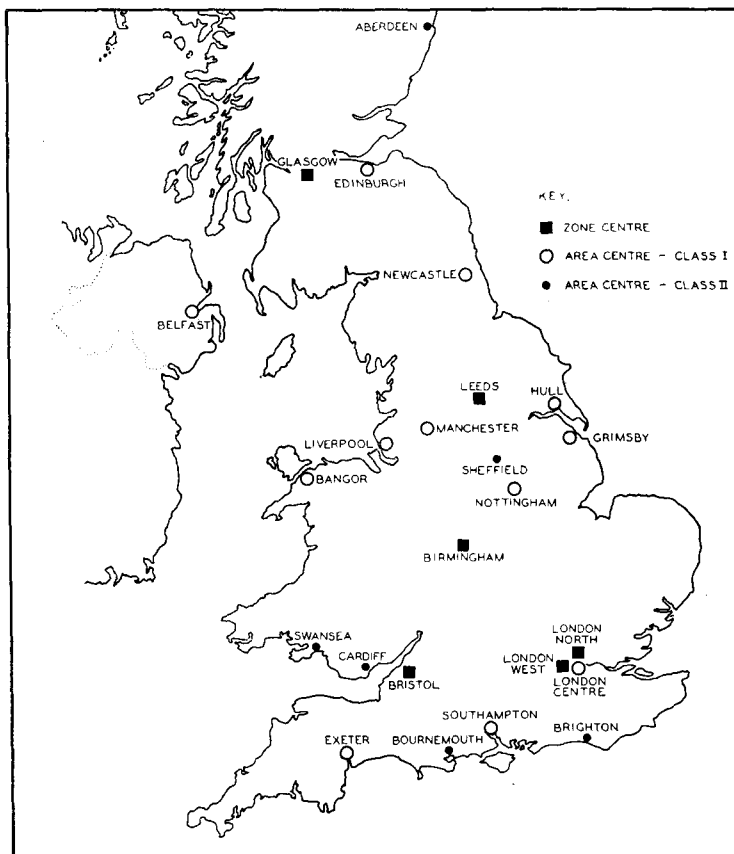 ABERDEEN
GLASGOW
EDINBURGH
KEY.
ZONE CENTRE
AREA CENTRE - CLASS I
AREA CENTRE - CLASS II
NEWCASTLE
BELFAST
LEEDS
HULL
MANCHESTER
LIVERPOOL
GRIMSBY
SHEFFIELD
BANGOR
NOTTINGHAM
BIRMINGHAM
SWANSEA
CARDIFF
BRISTOL
LONDON
NORTH
LONDON
WEST
LONDON
CENTRE
SOUTHAMPTON
EXETER
BOURNEMOUTH
BRIGHTON